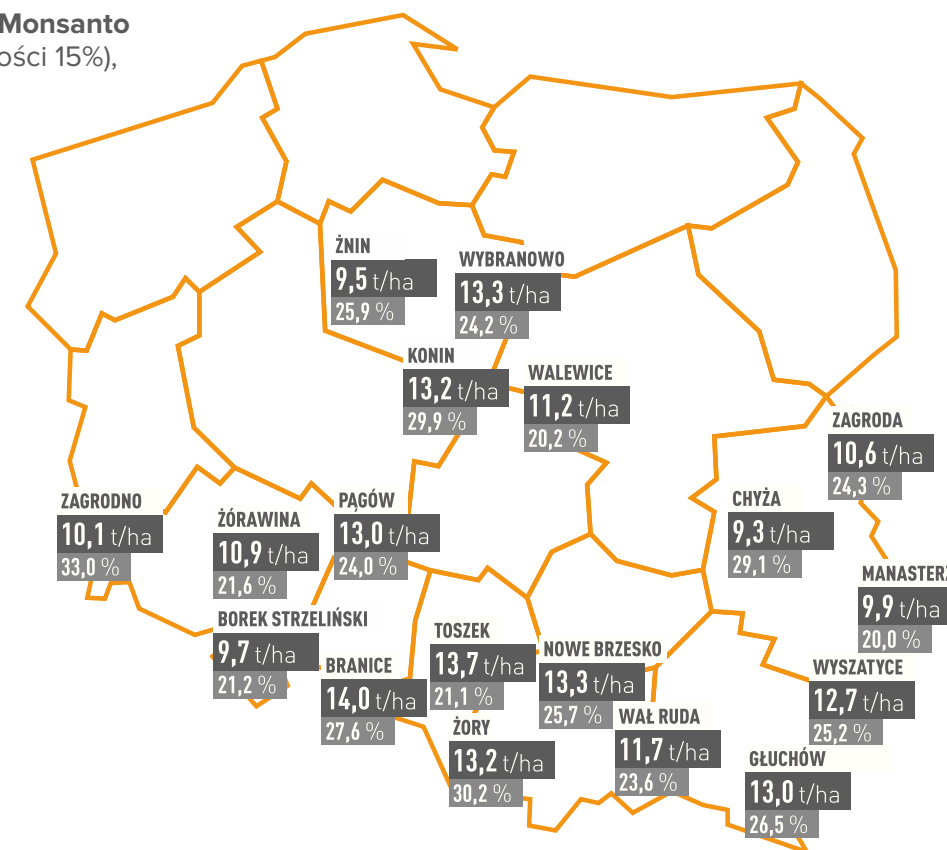 Monsanto
ości 15%),
ŻNIN
9,5 t/ha
25,9 %
WYBRANOWO
13,3 t/ha
24,2 %
KONIN
13,2 t/ha
29,9 %
WALEWICE
11,2 t/ha
20,2 %
ZAGRODA
10,6 t/ha
24,3 %
ZAGRODNO
10,1 t/ha
33,0 %
ŻÓRAWINA
10,9 t/ha
21,6 %
PĄGÓW
13,0 t/ha
24,0 %
CHYŻA
9,3 t/ha
29,1 %
MANASTERZ
9,9 t/ha
20,0 %
BOREK STRZELIŃSKI
9,7 t/ha
21,2 %
BRANICE
14,0 t/ha
27,6 %
TOSZEK
13,7 t/ha
21,1 %
NOWE BRZESKO
13,3 t/ha
25,7 %
WYSZATYCE
12,7 t/ha
25,2 %
ŻORY
13,2 t/ha
30,2 %
WAŁ RUDA
11,7 t/ha
23,6 %
GŁUCHÓW
13,0 t/ha
26,5 %